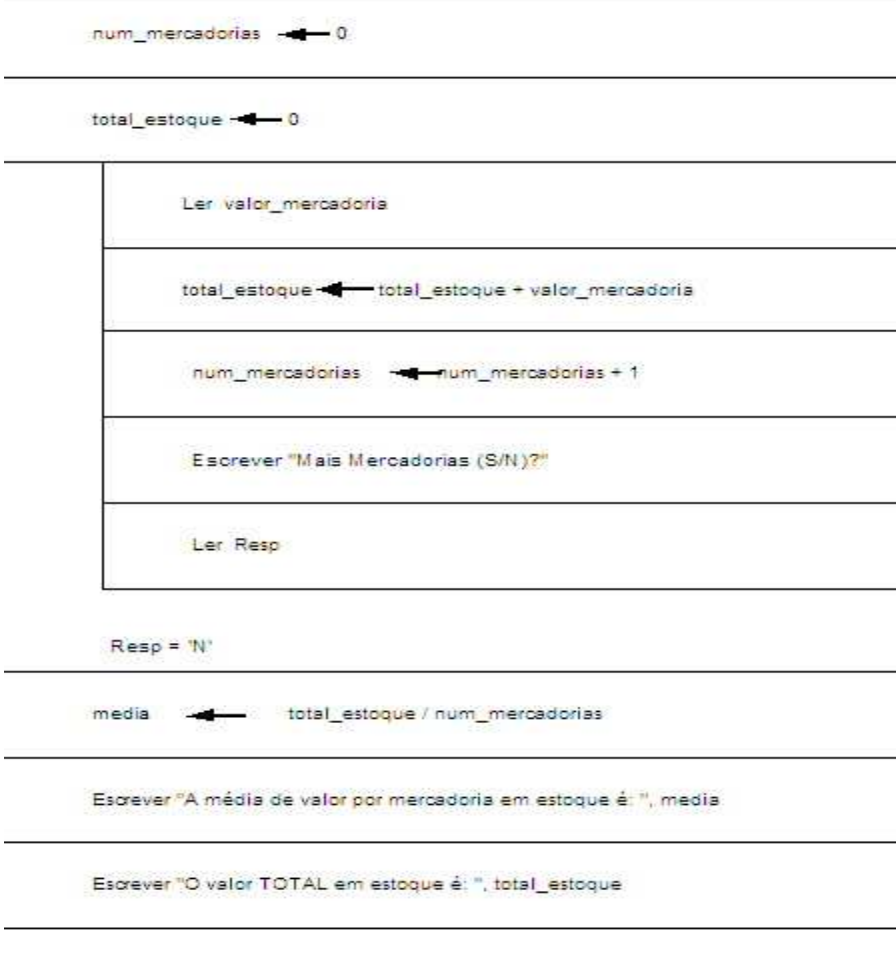 num_mercadorias ← 0
total_estoque ← 0
Ler valor_mercadoria
total_estoque ← total_estoque + valor_mercadoria
num_mercadorias ← num_mercadorias + 1
Escrever "Mais Mercadorias (S/N)?"
Ler Resp
Resp = 'N'
media ← total_estoque / num_mercadorias
Escrever "A média de valor por mercadoria em estoque é: ", media
Escrever "O valor TOTAL em estoque é: ", total_estoque